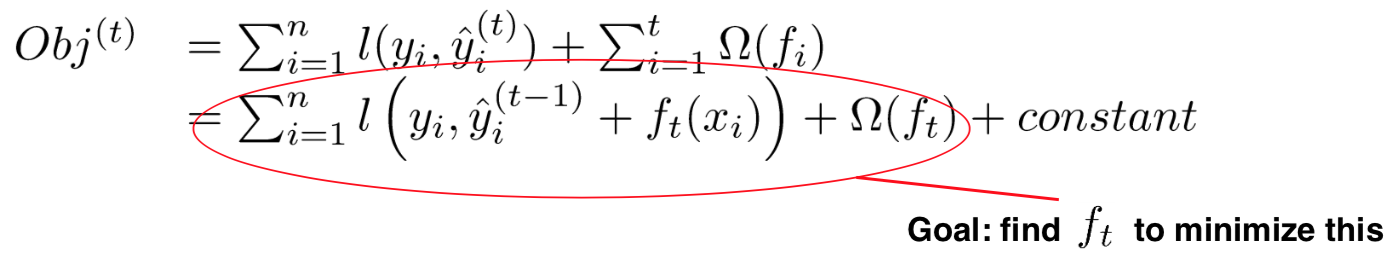 Obj^{(t)} = \sum_{i=1}^{n} l(y_i, \hat{y}_i^{(t)}) + \sum_{i=1}^{t} \Omega(f_i)
= \sum_{i=1}^{n} l\left(y_i, \hat{y}_i^{(t-1)} + f_t(x_i)\right) + \Omega(f_t) + constant
Goal: find f_t to minimize this